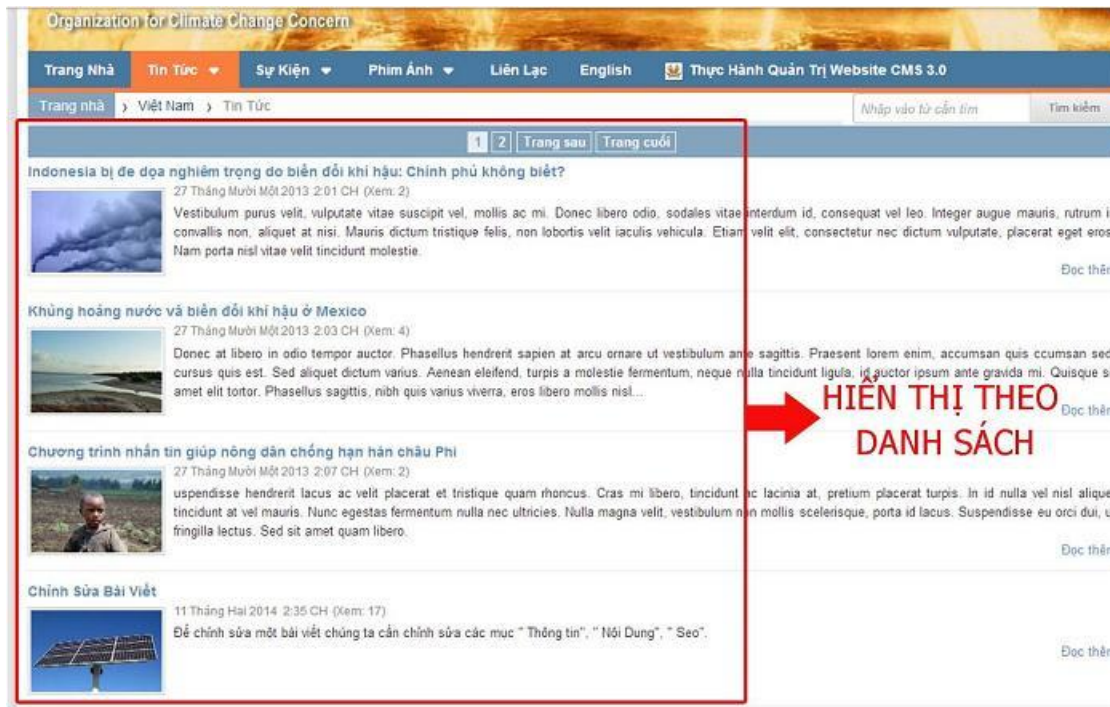 Organization for Climate Change Concern
Trang Nhà Tin Tức Sự Kiện Phim Ảnh Liên Lạc English Thực Hành Quản Trị Website CMS 3.0
Trang nhà › Việt Nam › Tin Tức Nhập vào từ cần tìm Tìm kiếm
1 2 Trang sau Trang cuối
Indonesia bị đe dọa nghiêm trọng do biến đổi khí hậu: Chính phủ không biết?
27 Tháng Mười Một 2013 2:01 CH (Xem: 2)
Vestibulum purus velit, vulputate vitae suscipit vel, mollis ac mi. Donec libero odio, sodales vitae interdum id, consequat vel leo. Integer augue mauris, rutrum i
convallis non, aliquet at nisi. Mauris dictum tristique felis, non lobortis velit iaculis vehicula. Etiam velit elit, consectetur nec dictum vulputate, placerat eget eros
Nam porta nisl vitae velit tincidunt molestie.
Đọc thêm
Khủng hoảng nước và biến đổi khí hậu ở Mexico
27 Tháng Mười Một 2013 2:03 CH (Xem: 4)
Donec at libero in odio tempor auctor. Phasellus hendrerit sapien at arcu ornare ut vestibulum ante sagittis. Praesent lorem enim, accumsan quis ccumsan sed
cursus quis est. Sed aliquet dictum varius. Aenean eleifend, turpis a molestie fermentum, neque nulla tincidunt ligula, id auctor ipsum ante gravida mi. Quisque s
amet elit tortor. Phasellus sagittis, nibh quis varius viverra, eros libero mollis nisl...
Đọc thêm
HIỂN THỊ THEO
DANH SÁCH
Chương trình nhắn tin giúp nông dân chống hạn hán châu Phi
27 Tháng Mười Một 2013 2:07 CH (Xem: 2)
uspendisse hendrerit lacus ac velit placerat et tristique quam rhoncus. Cras mi libero, tincidunt ac lacinia at, pretium placerat turpis. In id nulla vel nisl alique
tincidunt at vel mauris. Nunc egestas fermentum nulla nec ultricies. Nulla magna velit, vestibulum non mollis scelerisque, porta id lacus. Suspendisse eu orci dui, u
fringilla lectus. Sed sit amet quam libero.
Đọc thêm
Chỉnh Sửa Bài Viết
11 Tháng Hai 2014 2:35 CH (Xem: 17)
Để chỉnh sửa một bài viết chúng ta cần chỉnh sửa các mục " Thông tin", " Nội Dung", " Seo".
Đọc thêm